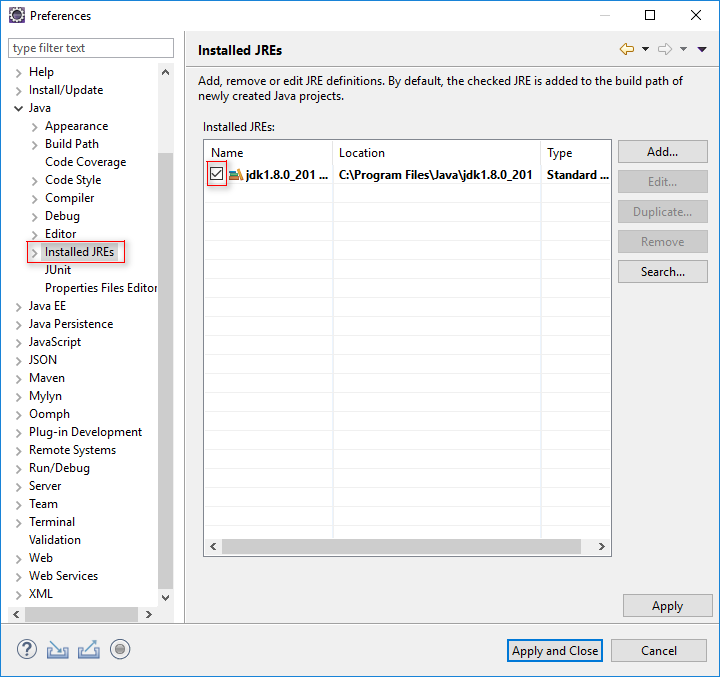 Preferences
type filter text
Help
Install/Update
Java
Appearance
Build Path
Code Coverage
Code Style
Compiler
Debug
Editor
Installed JREs
JUnit
Properties Files Editor
Java EE
Java Persistence
JavaScript
JSON
Maven
Mylyn
Oomph
Plug-in Development
Remote Systems
Run/Debug
Server
Team
Terminal
Validation
Web
Web Services
XML
Installed JREs
Add, remove or edit JRE definitions. By default, the checked JRE is added to the build path of
newly created Java projects.
Installed JREs:
Name Location Type
jdk1.8.0_201 ... C:\Program Files\Java\jdk1.8.0_201 Standard ...
Add...
Edit...
Duplicate...
Remove
Search...
Apply
Apply and Close Cancel